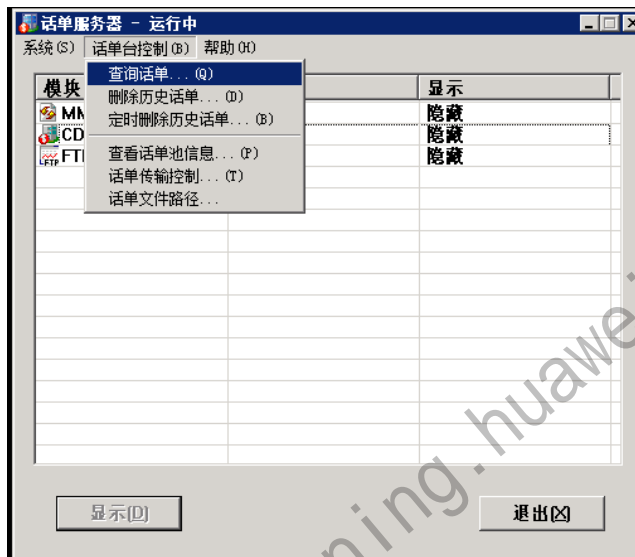 话单服务器 - 运行中
系统(S) 话单台控制(B) 帮助(H)
模块 显示
查询话单...(Q)
删除历史话单...(D)
定时删除历史话单...(B)
查看话单池信息...(P)
话单传输控制...(T)
话单文件路径...
隐藏
CD 隐藏
隐藏
显示[D] 退出[X]
ning.huawei